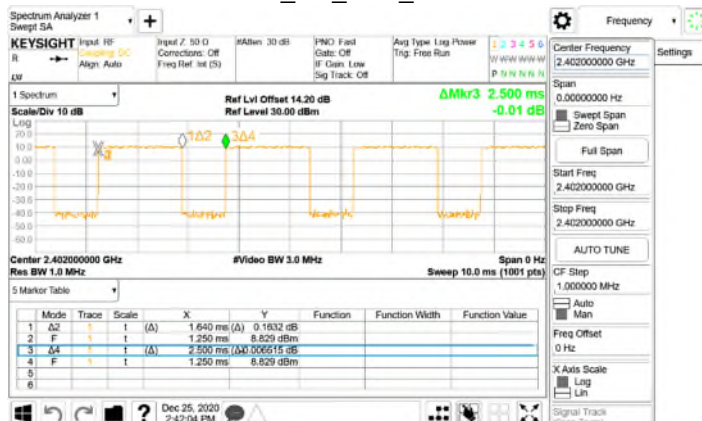 _ _ _
Spectrum Analyzer 1
Swept SA
+
Frequency
KEYSIGHT
R
Input: RF
Coupling: DC
Align: Auto
Input Z: 50 Ω
Corrections: Off
Freq Ref: Int (S)
#Atten: 30 dB
PNO: Fast
Gate: Off
IF Gain: Low
Sig Track: Off
Avg Type: Log-Power
Trig: Free Run
1 2 3 4 5 6
W W W W W W
P N N N N N
LXI
1 Spectrum
Scale/Div 10 dB
Ref Lvl Offset 14.20 dB
Ref Level 30.00 dBm
ΔMkr3 2.500 ms
-0.01 dB
Log
20.0
10.0
0.00
-10.0
-20.0
-30.0
-40.0
-50.0
-60.0
1Δ2
3Δ4
Center 2.402000000 GHz
Res BW 1.0 MHz
#Video BW 3.0 MHz
Span 0 Hz
Sweep 10.0 ms (1001 pts)
5 Marker Table
Mode Trace Scale X Y Function Function Width Function Value
1 Δ2 1 t (Δ) 1.640 ms (Δ) 0.1632 dB
2 F 1 t 1.250 ms 8.829 dBm
3 Δ4 1 t (Δ) 2.500 ms (Δ) -0.006615 dB
4 F 1 t 1.250 ms 8.829 dBm
5
6
?
Dec 25, 2020
2:42:04 PM
Center Frequency
2.402000000 GHz
Settings
Span
0.00000000 Hz
Swept Span
Zero Span
Full Span
Start Freq
2.402000000 GHz
Stop Freq
2.402000000 GHz
AUTO TUNE
CF Step
1.000000 MHz
Auto
Man
Freq Offset
0 Hz
X Axis Scale
Log
Lin
Signal Track